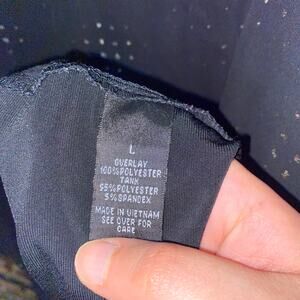 L
OVERLAY
100%POLYESTER
TANK
95%POLYESTER
5%SPANDEX
MADE IN VIETNAM
SEE OVER FOR
CARE